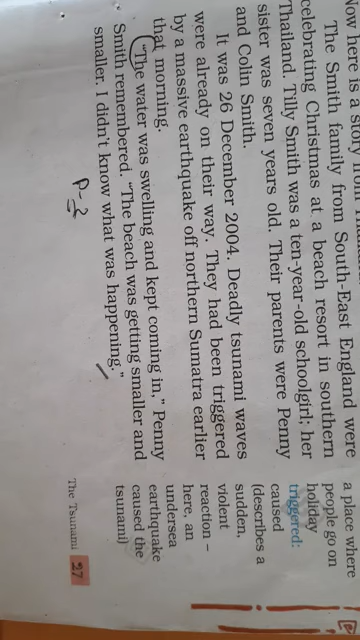 Now here is a story from
The Smith family from South-East England were
celebrating Christmas at a beach resort in southern
Thailand. Tilly Smith was a ten-year-old schoolgirl; her
sister was seven years old. Their parents were Penny
and Colin Smith.
It was 26 December 2004. Deadly tsunami waves
were already on their way. They had been triggered
by a massive earthquake off northern Sumatra earlier
that morning.
“The water was swelling and kept coming in,” Penny
Smith remembered. “The beach was getting smaller and
smaller. I didn't know what was happening.”
P-2
a place where
people go on
holiday
triggered:
caused
(describes a
sudden,
violent
reaction –
here, an
undersea
earthquake
caused the
tsunami)
The Tsunami 27